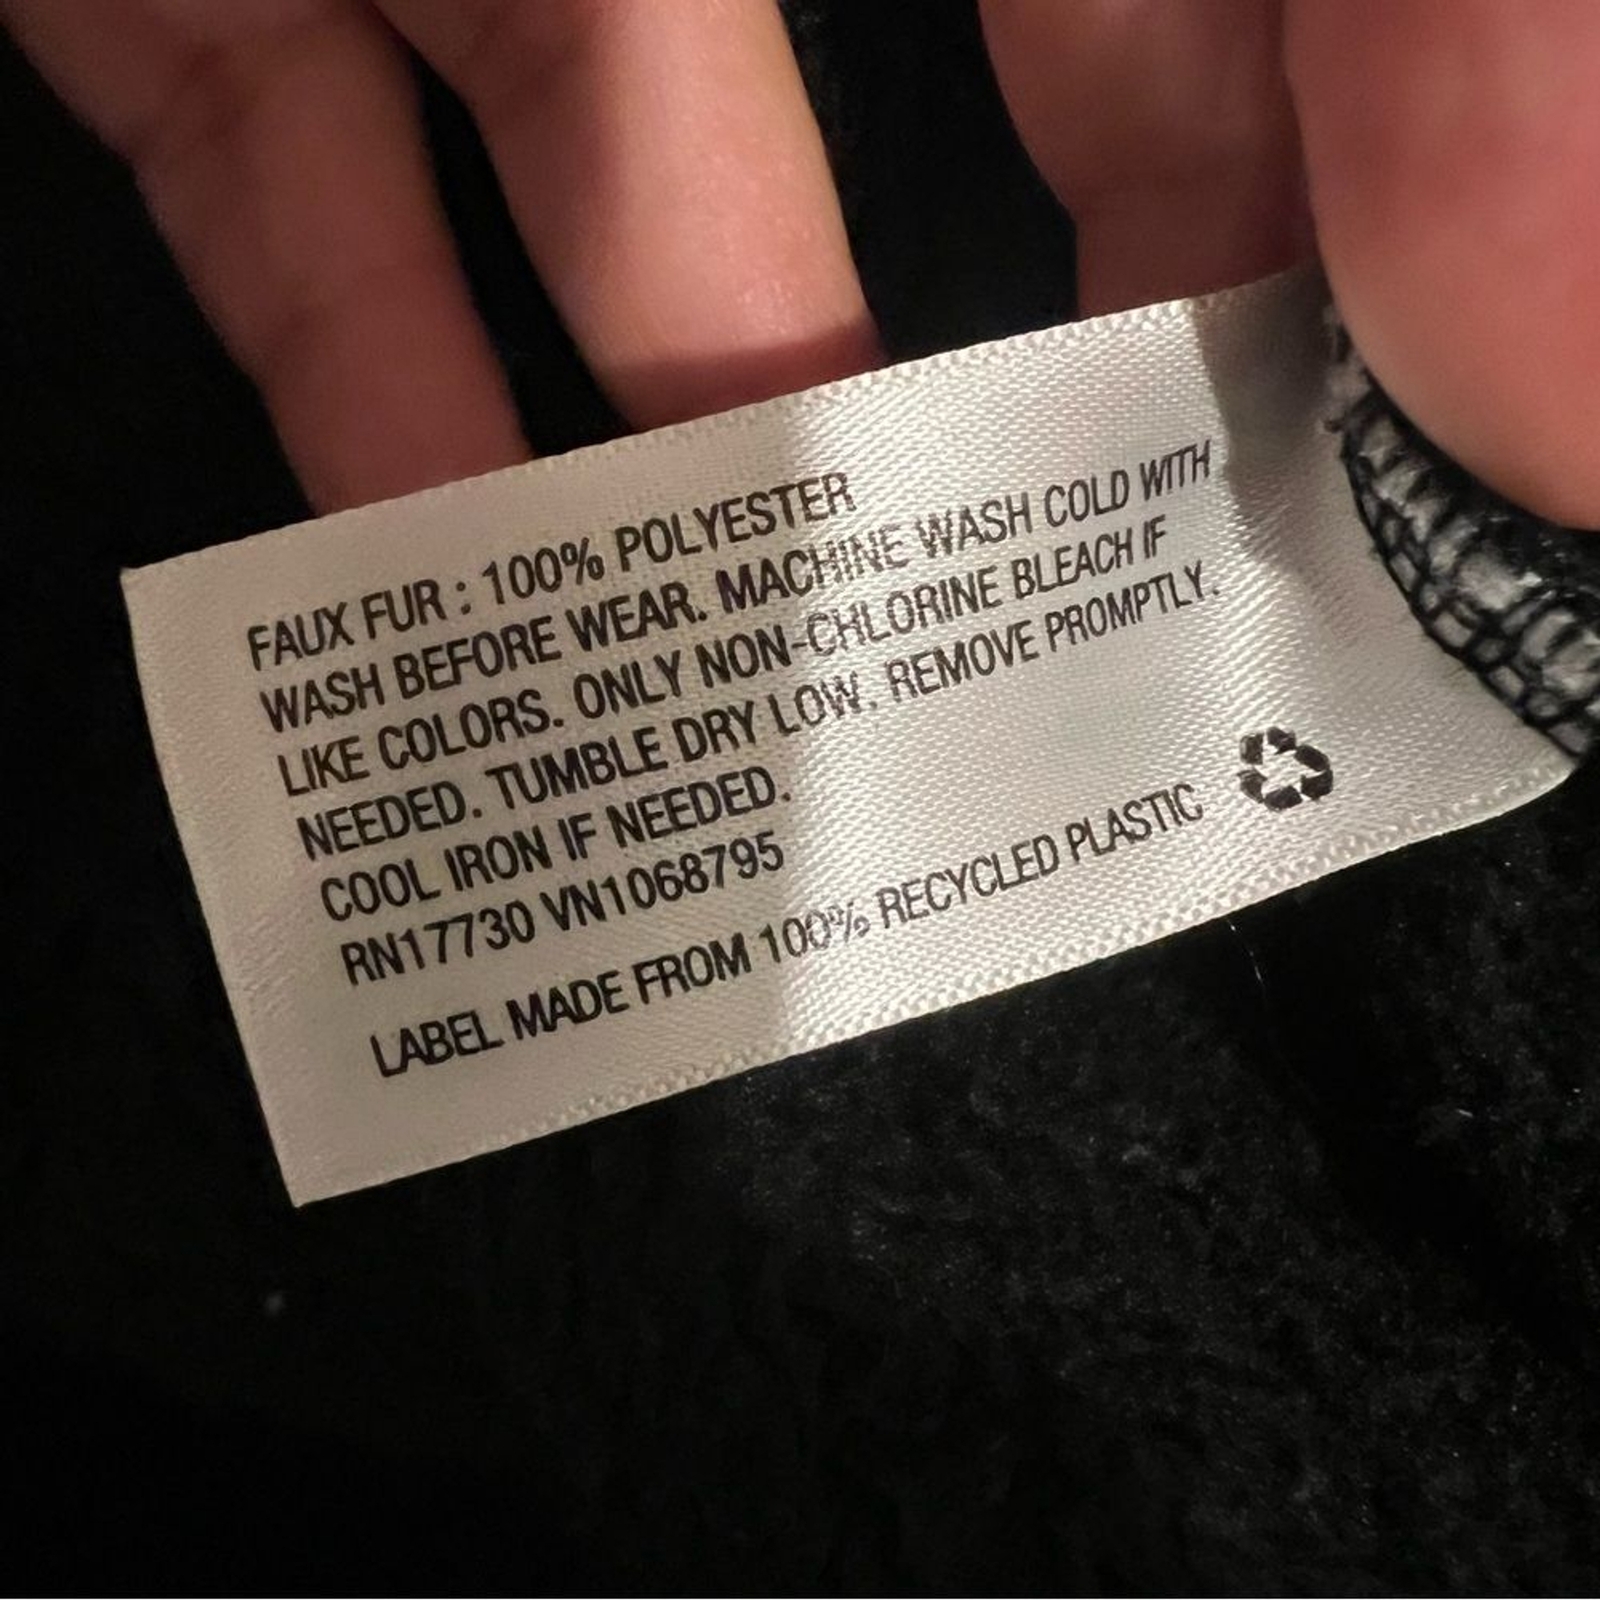 FAUX FUR : 100% POLYESTER
WASH BEFORE WEAR. MACHINE WASH COLD WITH
LIKE COLORS. ONLY NON-CHLORINE BLEACH IF
NEEDED. TUMBLE DRY LOW. REMOVE PROMPTLY.
COOL IRON IF NEEDED.
RN17730 VN1068795
LABEL MADE FROM 100% RECYCLED PLASTIC